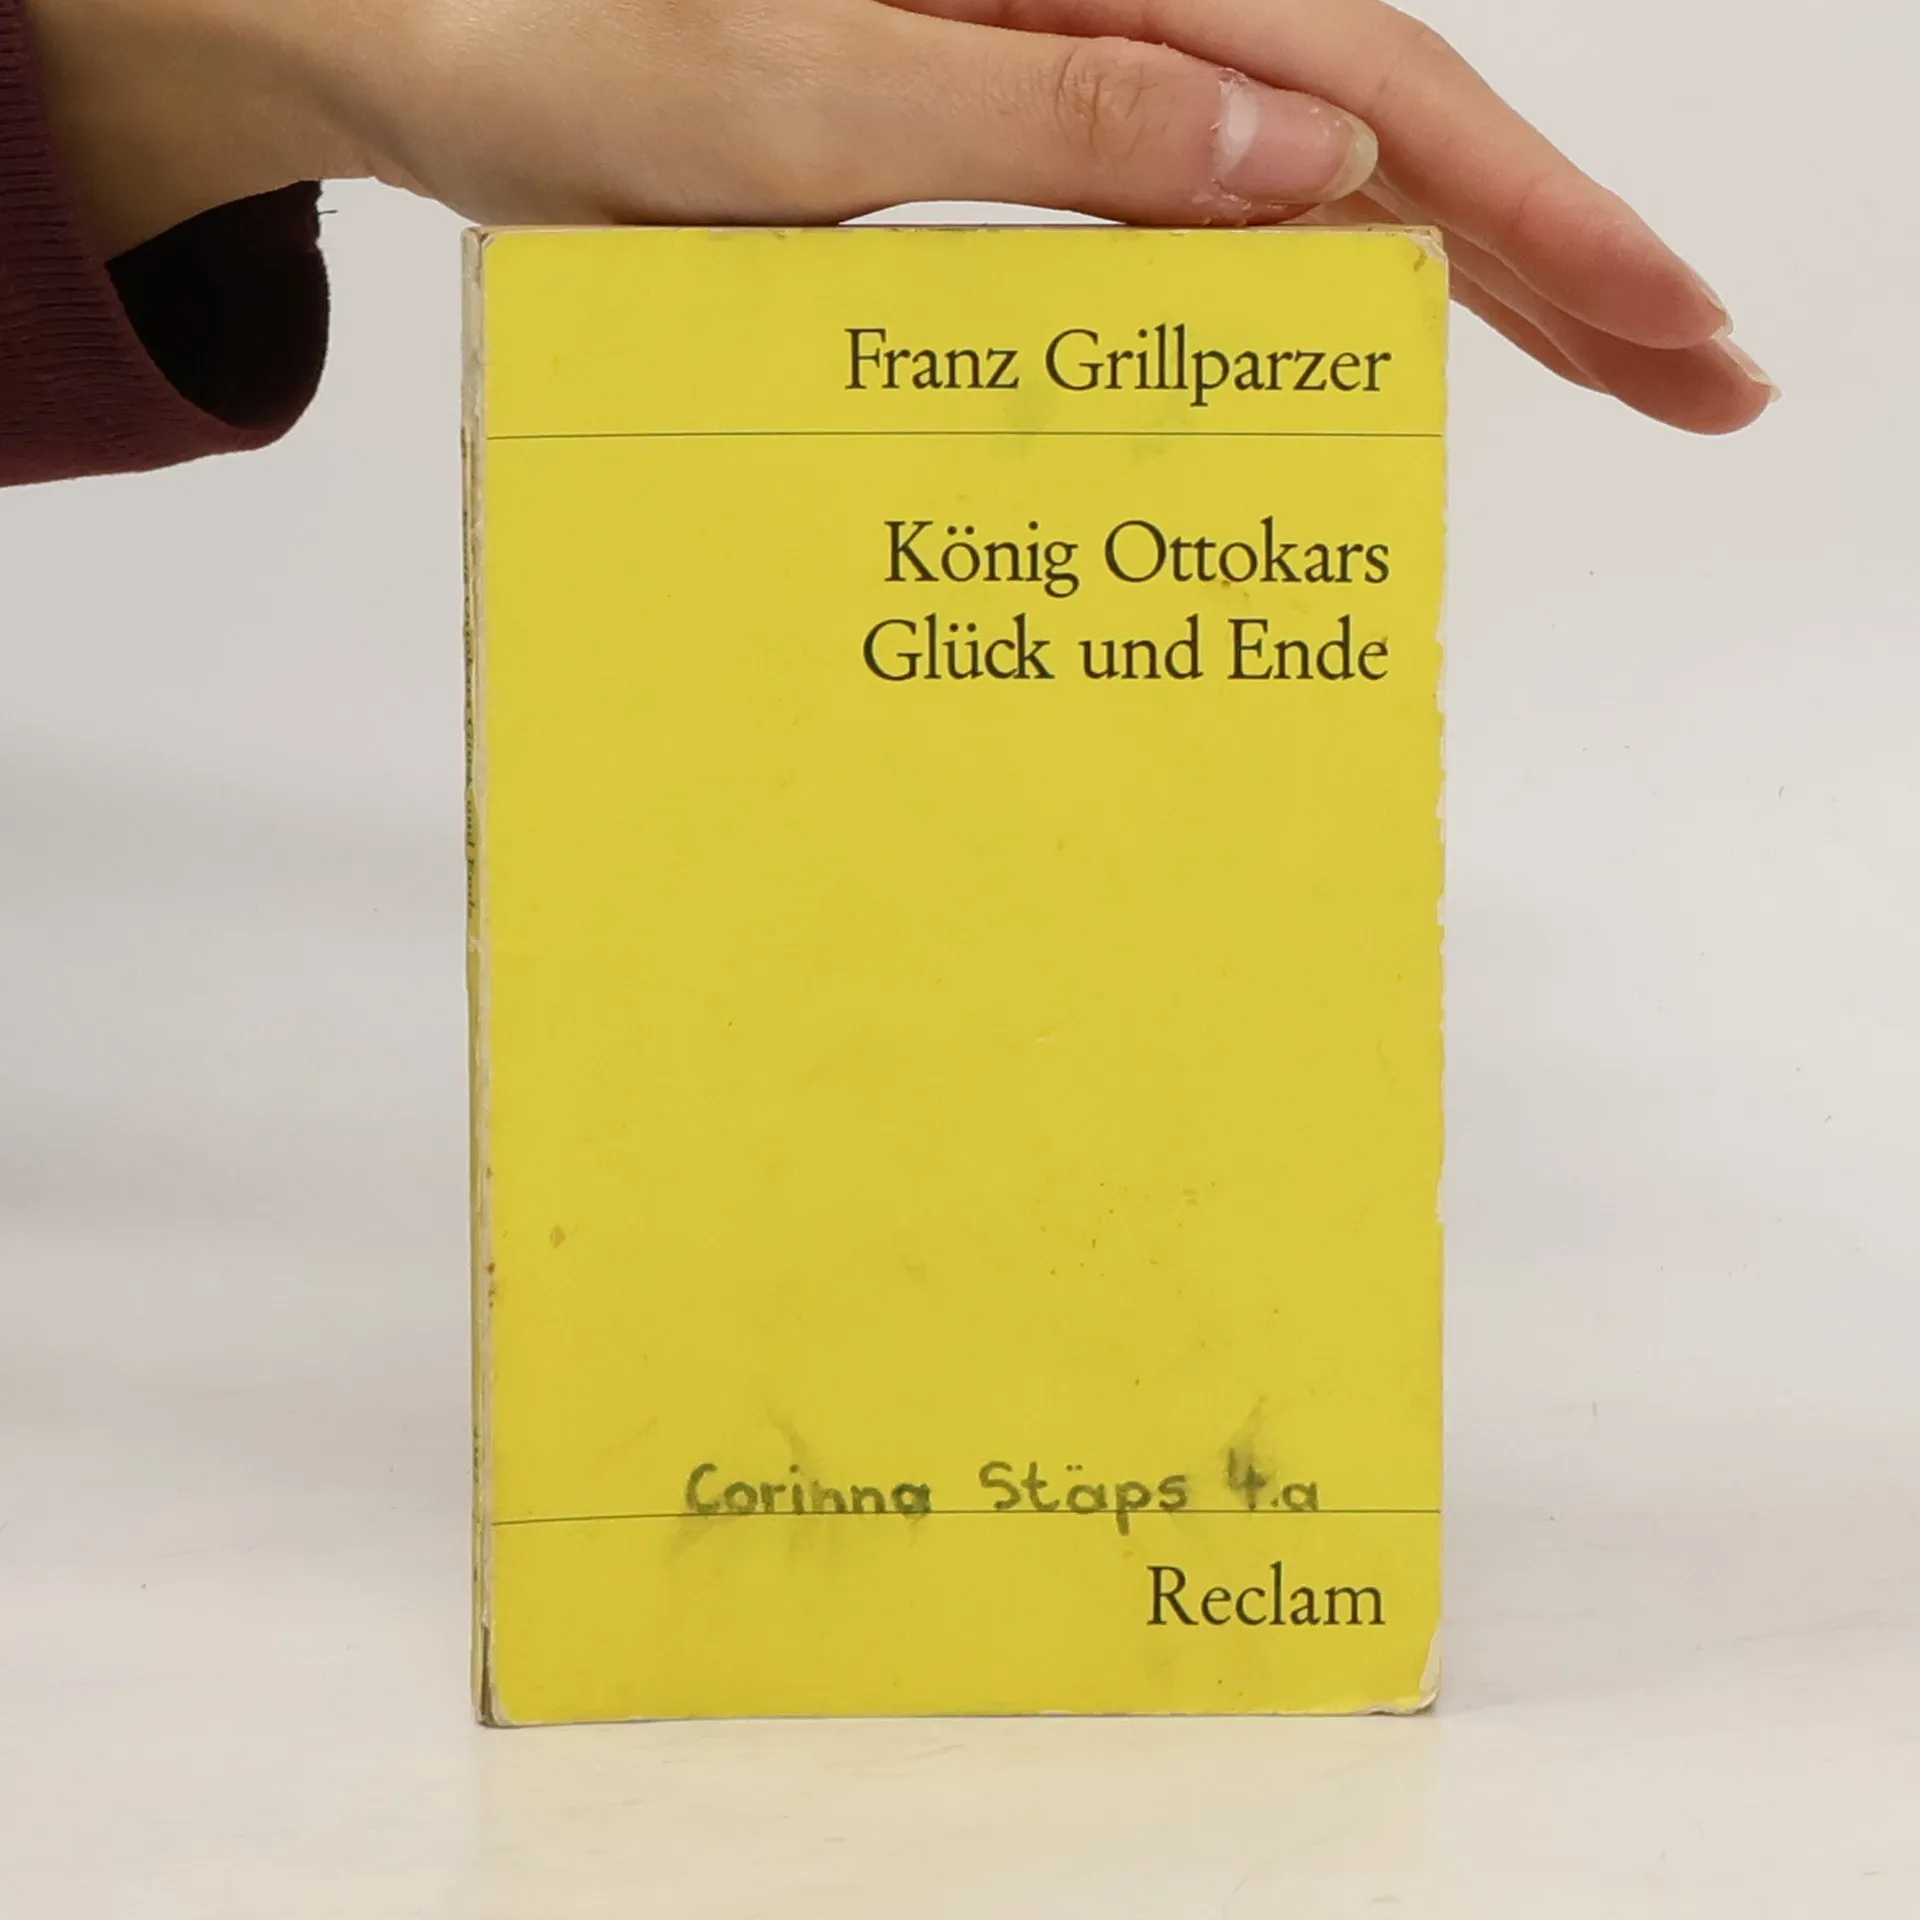 Franz Grillparzer
König Ottokars
Glück und Ende
Corinna Stäps 4.a
Reclam